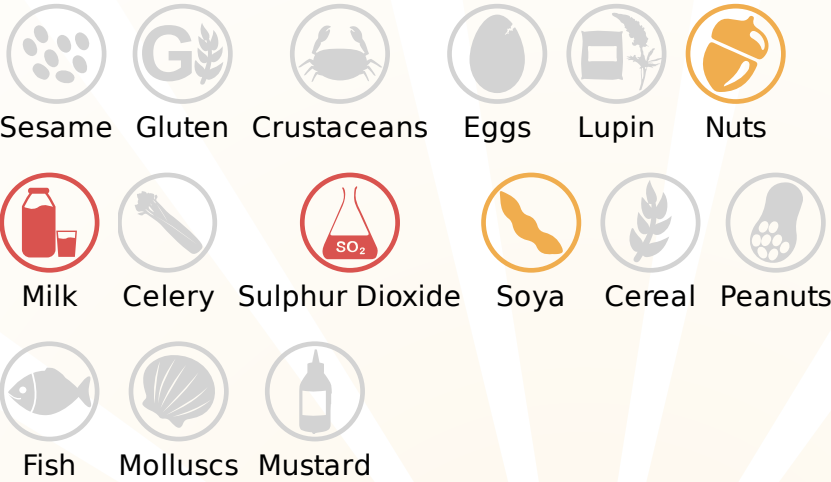 G
Sesame Gluten Crustaceans Eggs Lupin Nuts
SO₂
Milk Celery Sulphur Dioxide Soya Cereal Peanuts
Fish Molluscs Mustard